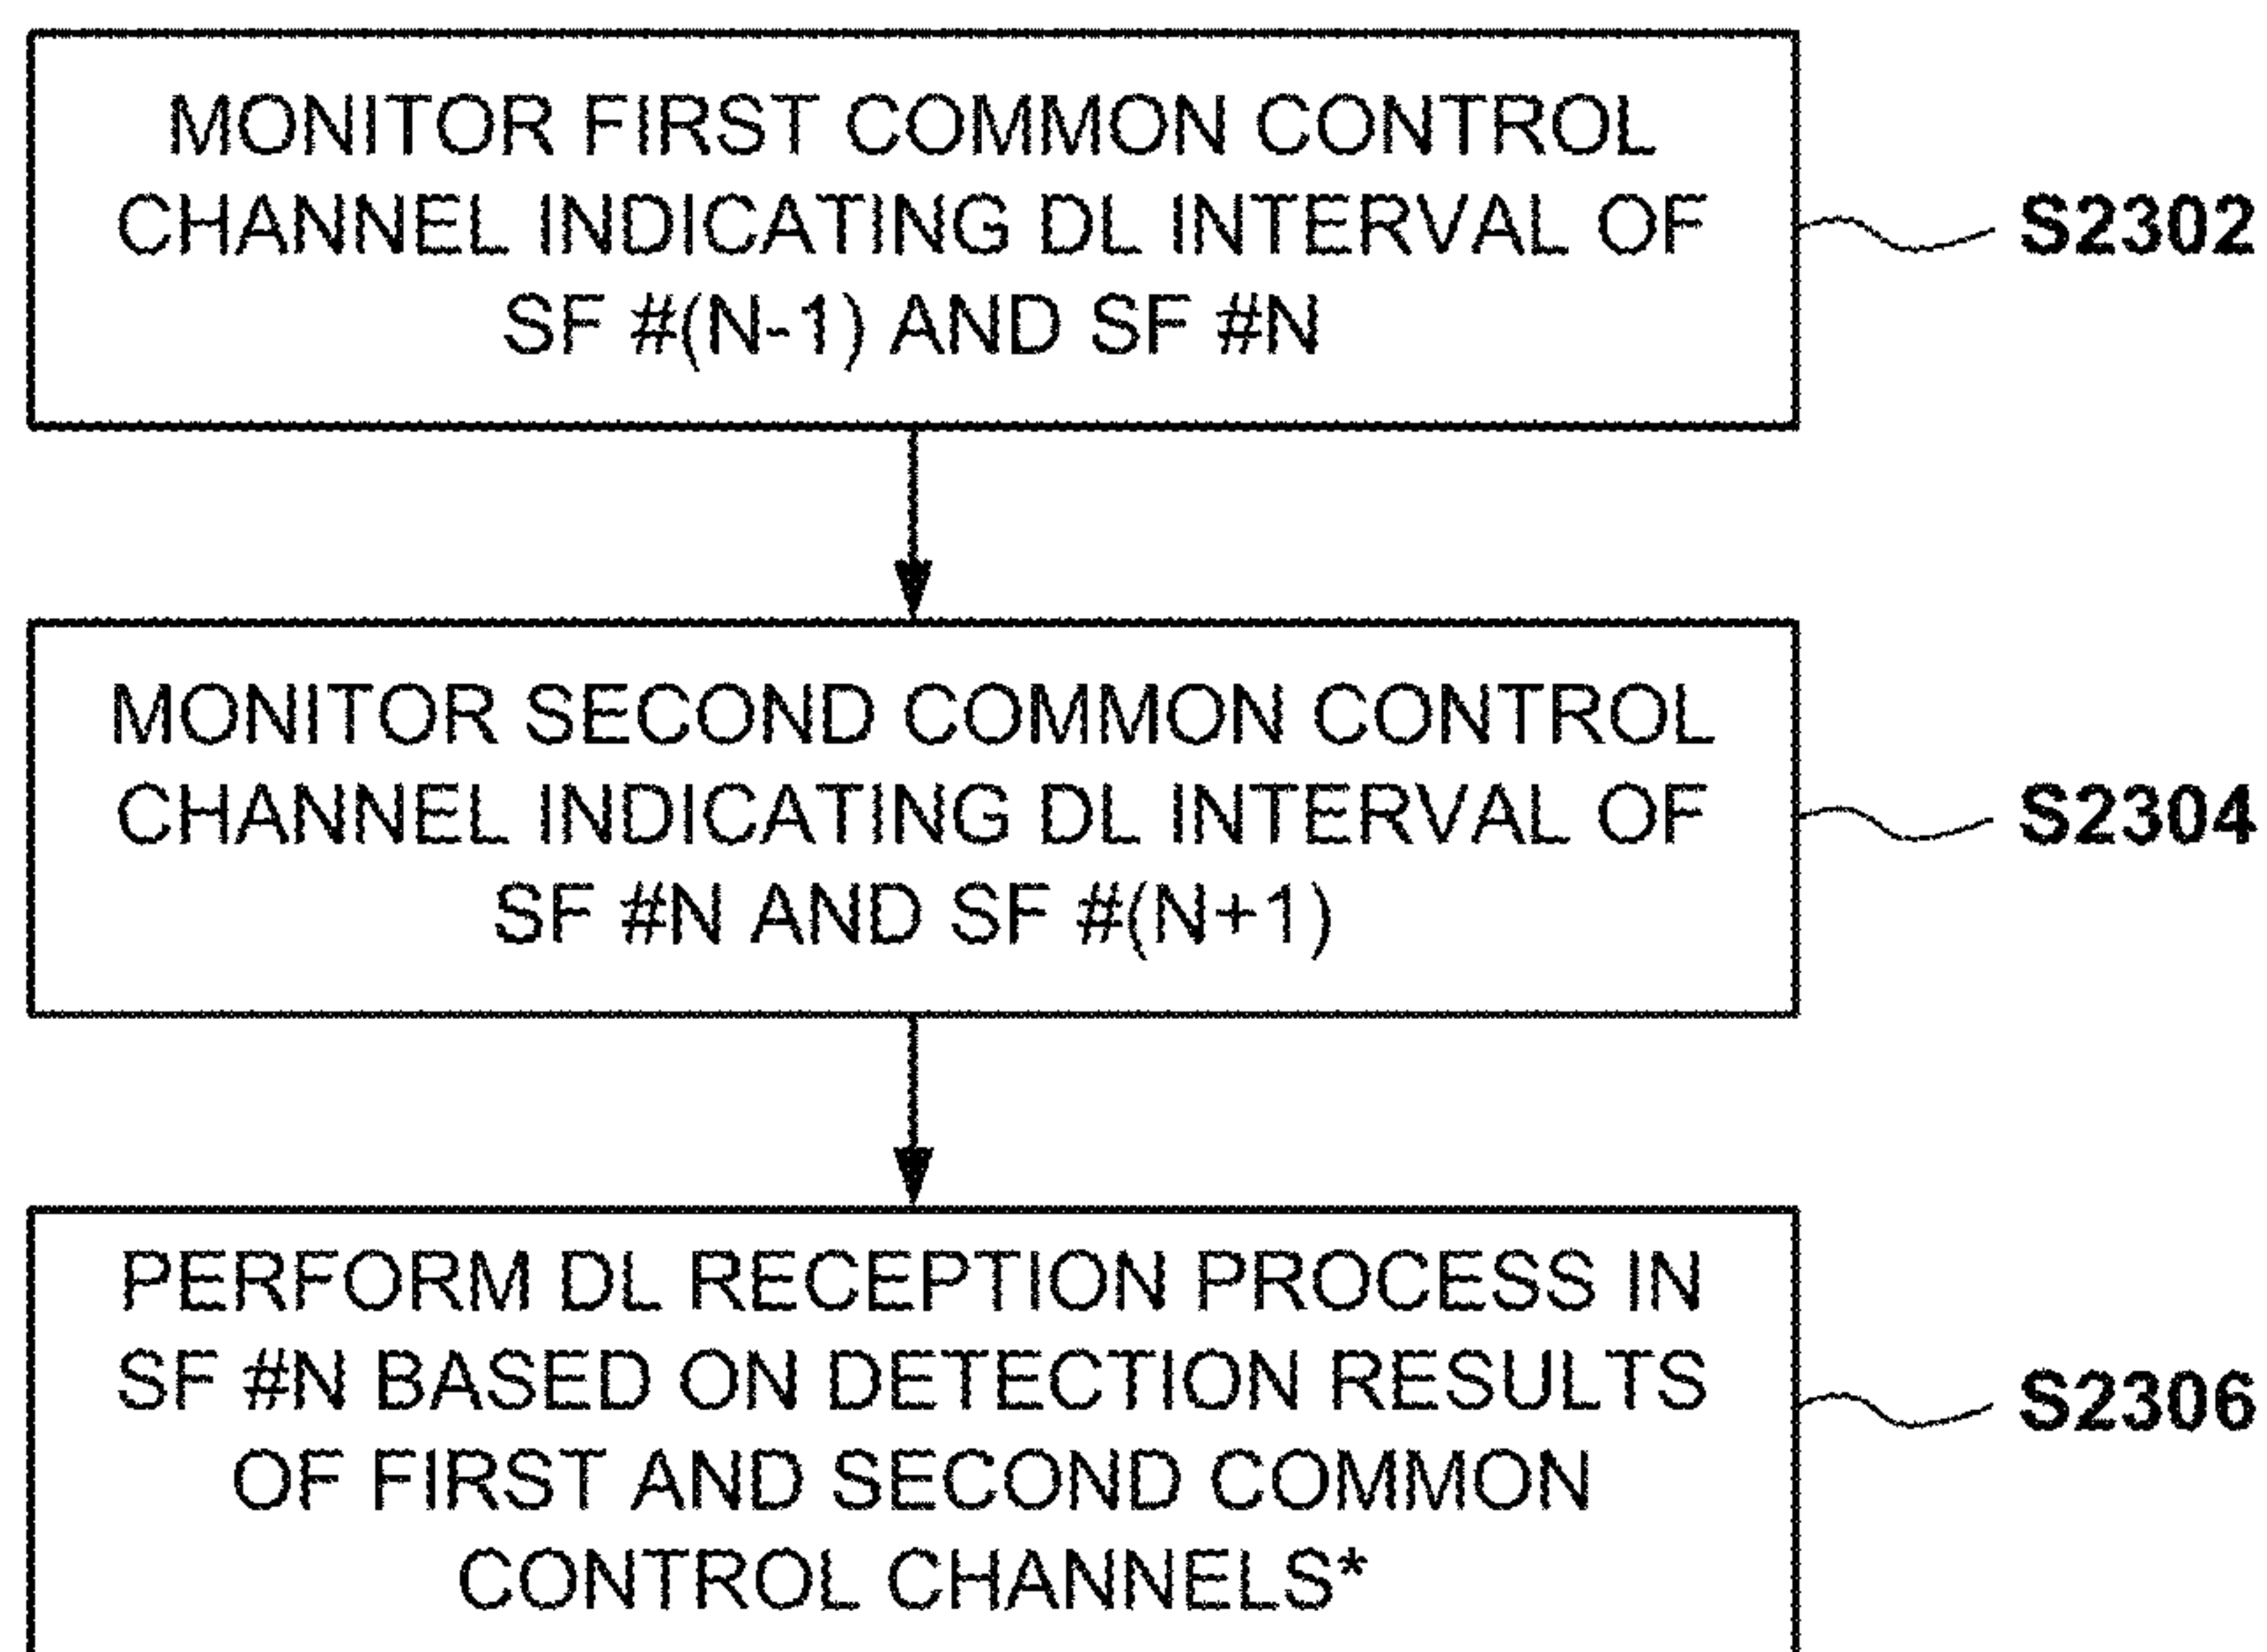 MONITOR FIRST COMMON CONTROL
CHANNEL INDICATING DL INTERVAL OF
SF #(N-1) AND SF #N
S2302
MONITOR SECOND COMMON CONTROL
CHANNEL INDICATING DL INTERVAL OF
SF #N AND SF #(N+1)
S2304
PERFORM DL RECEPTION PROCESS IN
SF #N BASED ON DETECTION RESULTS
OF FIRST AND SECOND COMMON
CONTROL CHANNELS*
S2306